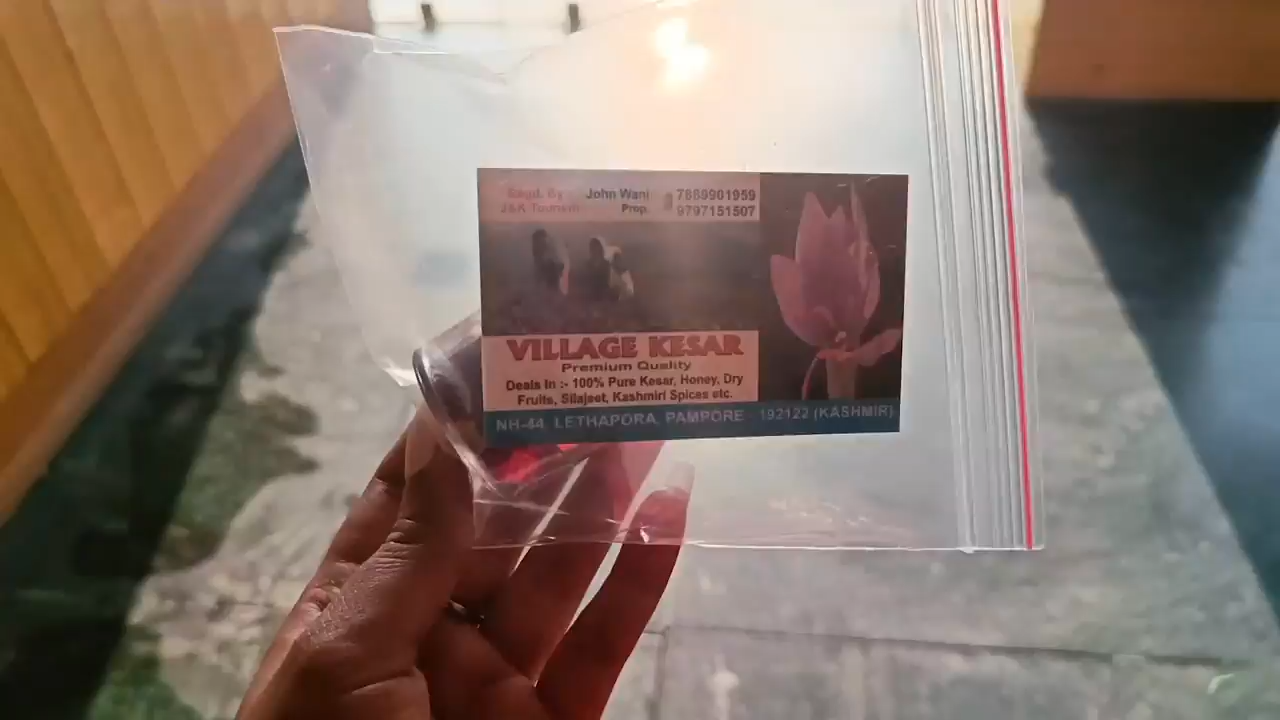 Regd. By :- John Wani 7889901959
J&K Tourism Prop. 9797151507
VILLAGE KESAR
Premium Quality
Deals In :- 100% Pure Kesar, Honey, Dry
Fruits, Silajeet, Kashmiri Spices etc.
NH-44, LETHAPORA, PAMPORE - 192122 (KASHMIR)